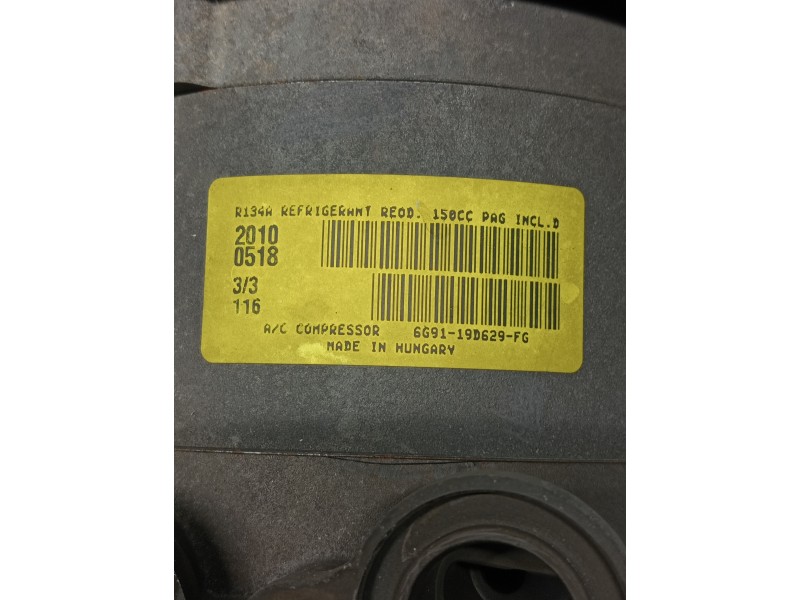 R134A REFRIGERANT REQD. 150CC PAG INCL.D
2010
0518
3/3
116
A/C COMPRESSOR 6G91-19D629-FG
MADE IN HUNGARY